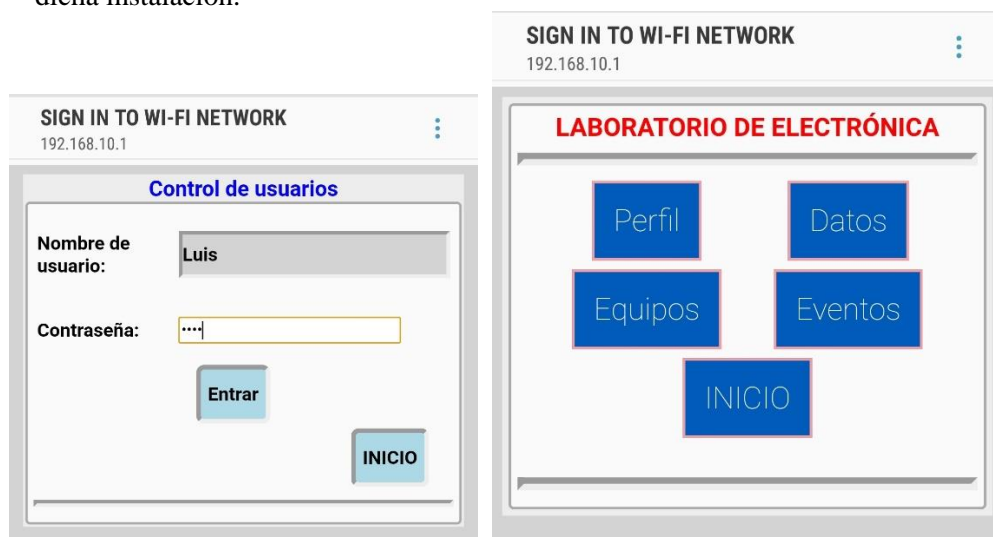 dicha instalación.
SIGN IN TO WI-FI NETWORK
192.168.10.1
Control de usuarios
Nombre de
usuario:
Luis
Contraseña:
••••
Entrar
INICIO
SIGN IN TO WI-FI NETWORK
192.168.10.1
LABORATORIO DE ELECTRÓNICA
Perfil
Datos
Equipos
Eventos
INICIO